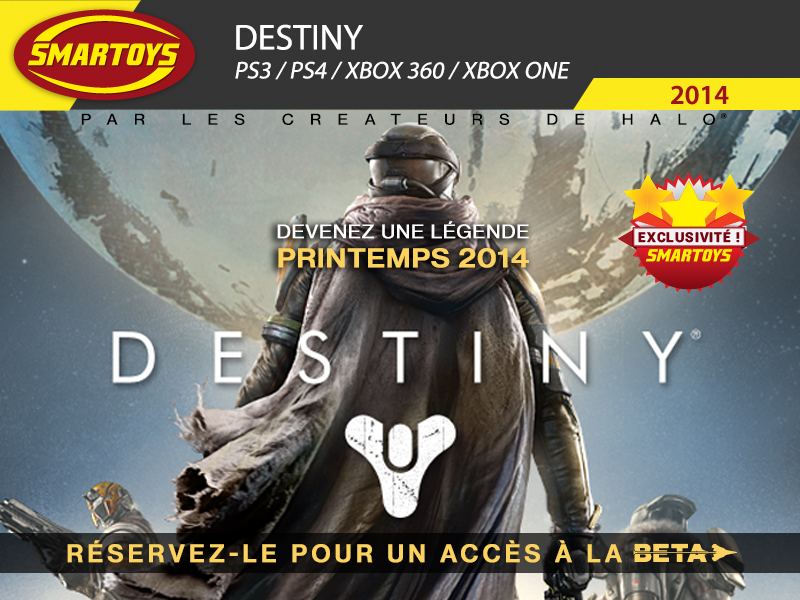 SMARTOYS
DESTINY
PS3 / PS4 / XBOX 360 / XBOX ONE
2014
PAR LES CREATEURS DE HALO®
DEVENEZ UNE LÉGENDE
PRINTEMPS 2014
EXCLUSIVITÉ !
SMARTOYS
DESTINY®
RÉSERVEZ-LE POUR UN ACCÈS À LA BETA